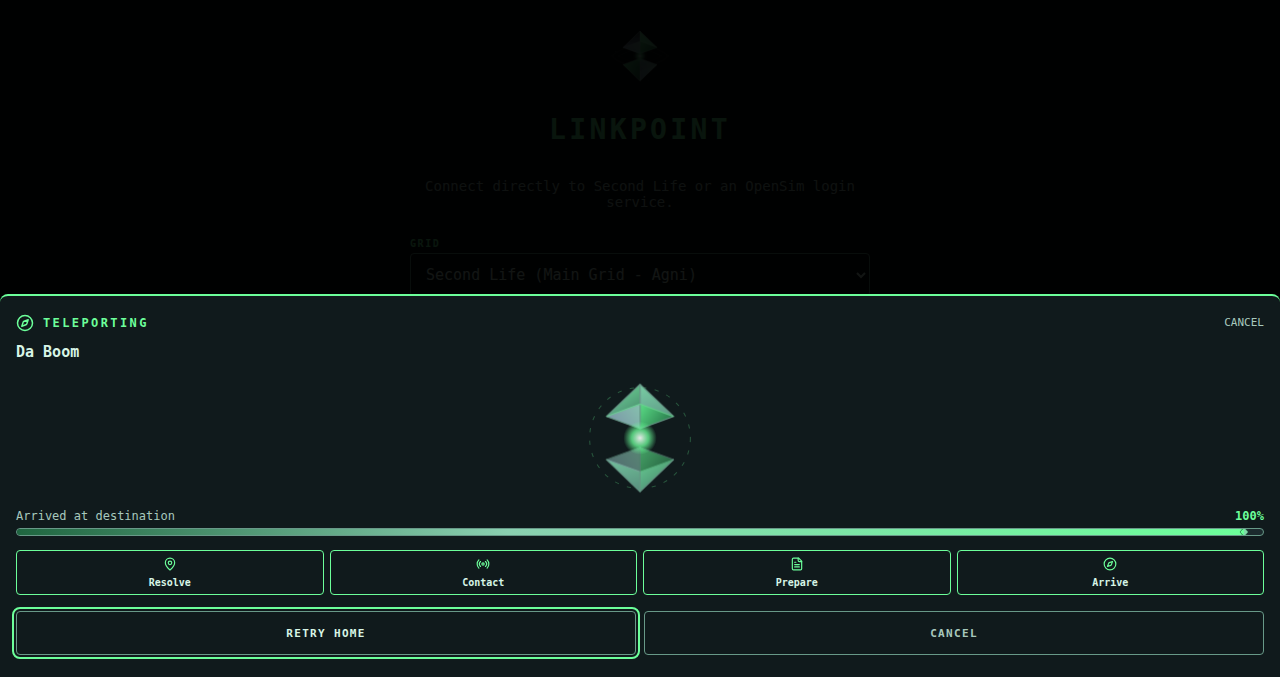 LINKPOINT
Connect directly to Second Life or an OpenSim login
service.
GRID
Second Life (Main Grid - Agni)
TELEPORTING
CANCEL
Da Boom
Arrived at destination
100%
Resolve
Contact
Prepare
Arrive
RETRY HOME
CANCEL